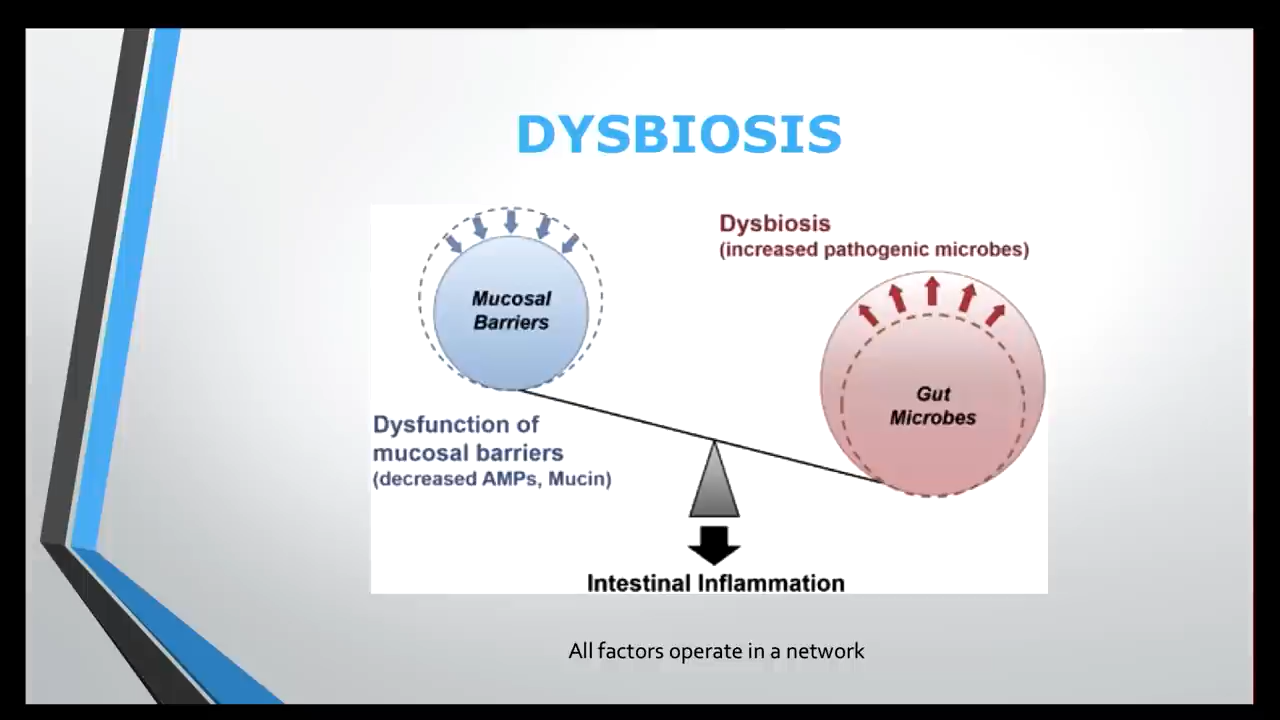 DYSBIOSIS
Mucosal
Barriers
Dysfunction of
mucosal barriers
(decreased AMPs, Mucin)
Dysbiosis
(increased pathogenic microbes)
Gut
Microbes
Intestinal Inflammation
All factors operate in a network